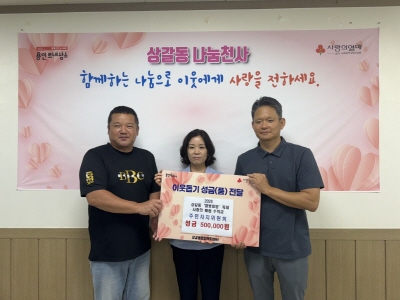 상갈동 나눔천사
사랑의열매
함께하는 나눔으로 이웃에게 사랑을 전하세요.
BBC
이웃돕기 성금(품) 전달
2025
주민자치위원회
성금 500,000원